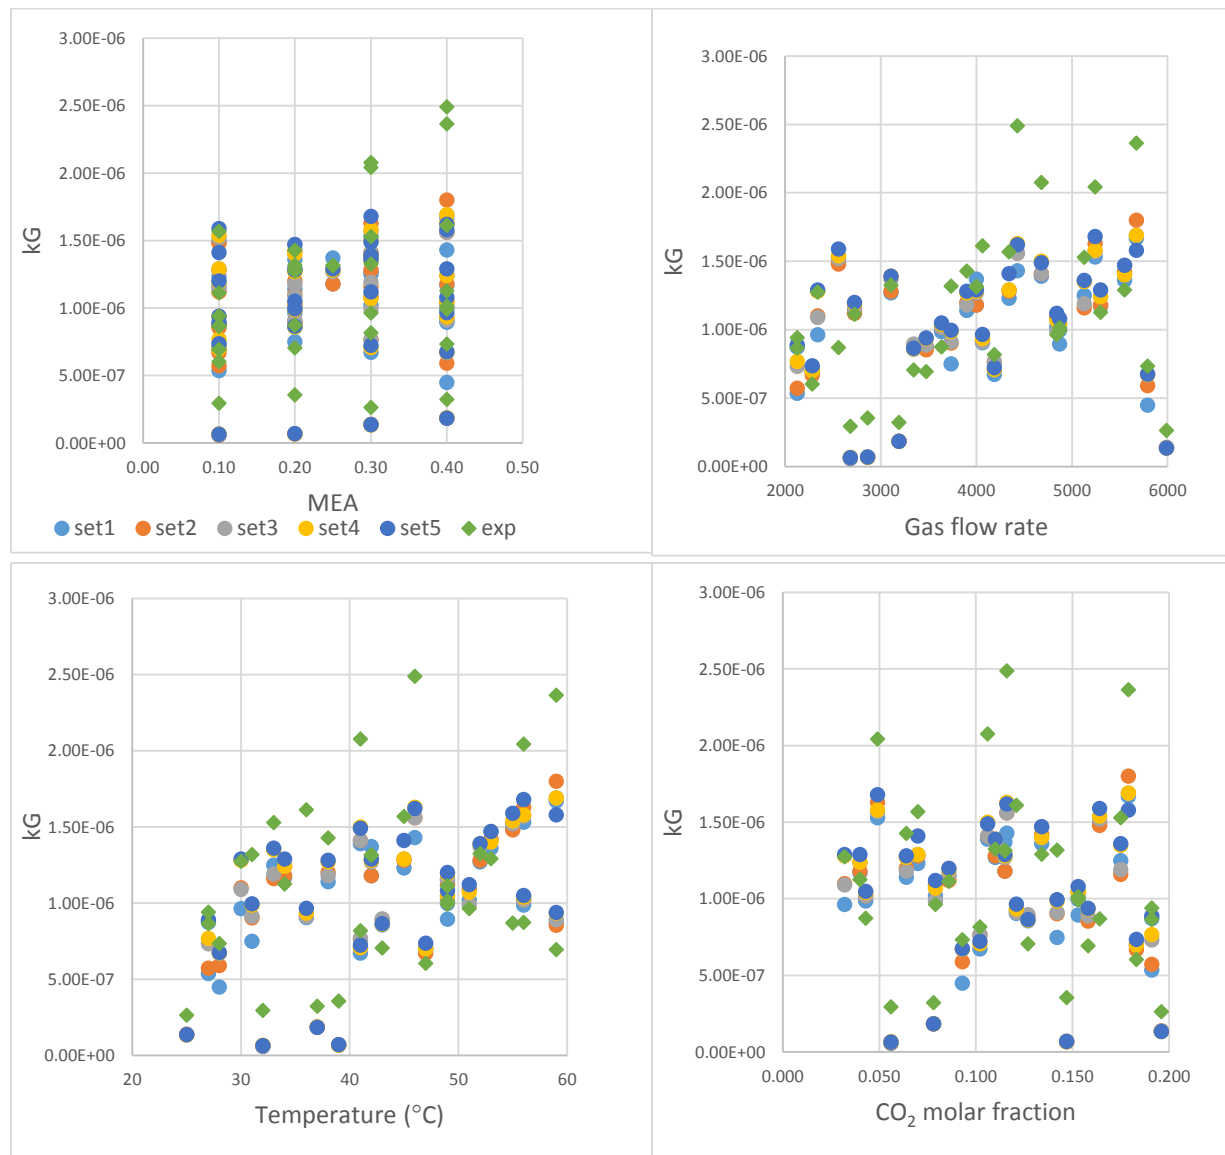 3.00E-06
2.50E-06
2.00E-06
1.50E-06
1.00E-06
5.00E-07
0.00E+00
kG
0.00 0.10 0.20 0.30 0.40 0.50
MEA
set1 set2 set3 set4 set5 exp
3.00E-06
2.50E-06
2.00E-06
1.50E-06
1.00E-06
5.00E-07
0.00E+00
kG
2000 3000 4000 5000 6000
Gas flow rate
3.00E-06
2.50E-06
2.00E-06
1.50E-06
1.00E-06
5.00E-07
0.00E+00
kG
20 30 40 50 60
Temperature (°C)
3.00E-06
2.50E-06
2.00E-06
1.50E-06
1.00E-06
5.00E-07
0.00E+00
kG
0.000 0.050 0.100 0.150 0.200
CO₂ molar fraction